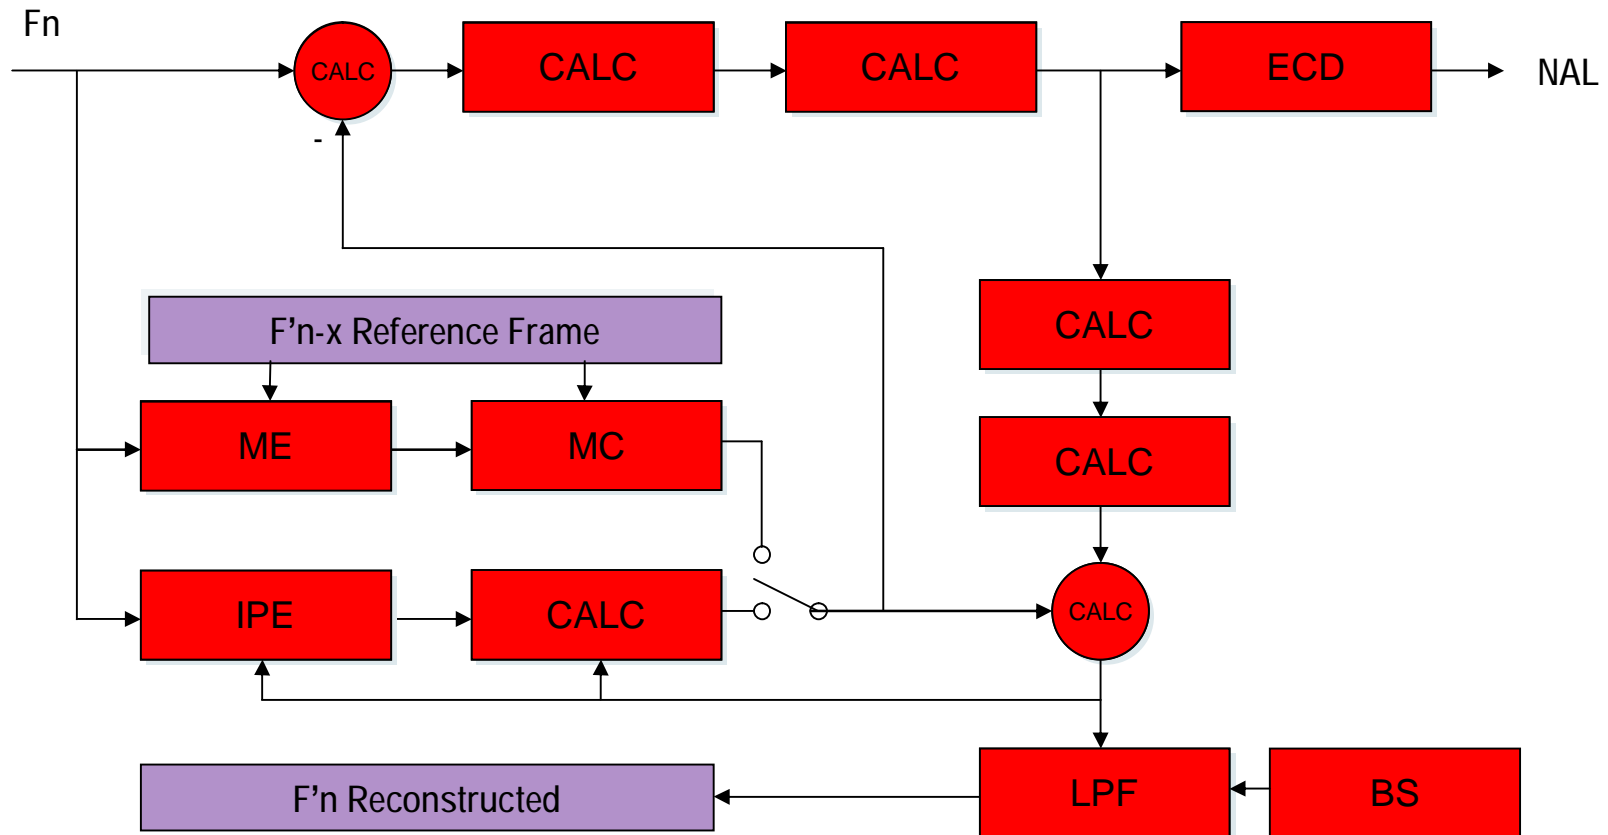 Fn
CALC
CALC
CALC
ECD
NAL
-
F'n-x Reference Frame
CALC
ME
MC
CALC
IPE
CALC
CALC
F'n Reconstructed
LPF
BS